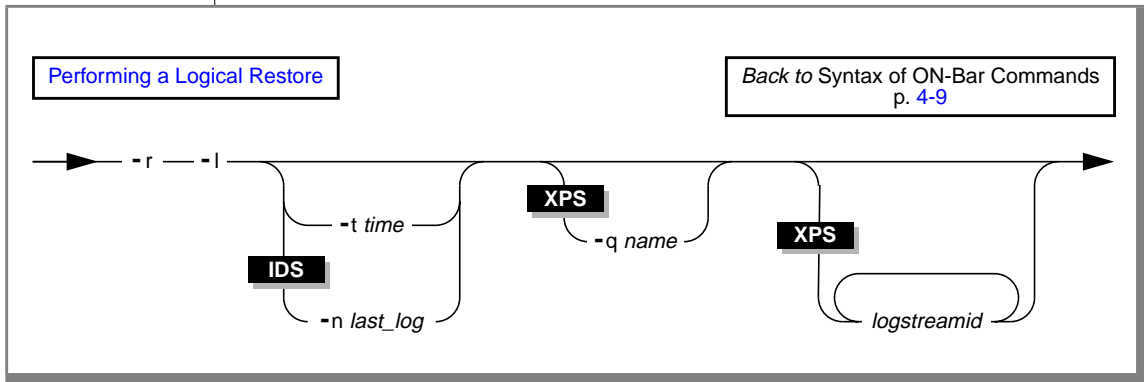 Performing a Logical Restore
Back to Syntax of ON-Bar Commands
p. 4-9
-r
-l
-t time
IDS
-n last_log
XPS
-q name
XPS
logstreamid